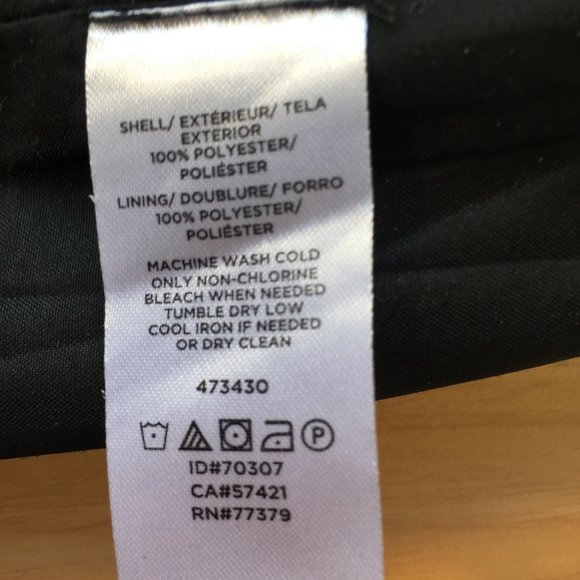 SHELL/ EXTÉRIEUR/ TELA
EXTERIOR
100% POLYESTER/
POLIÉSTER
LINING/ DOUBLURE/ FORRO
100% POLYESTER/
POLIÉSTER
MACHINE WASH COLD
ONLY NON-CHLORINE
BLEACH WHEN NEEDED
TUMBLE DRY LOW
COOL IRON IF NEEDED
OR DRY CLEAN
473430
P
ID#70307
CA#57421
RN#77379